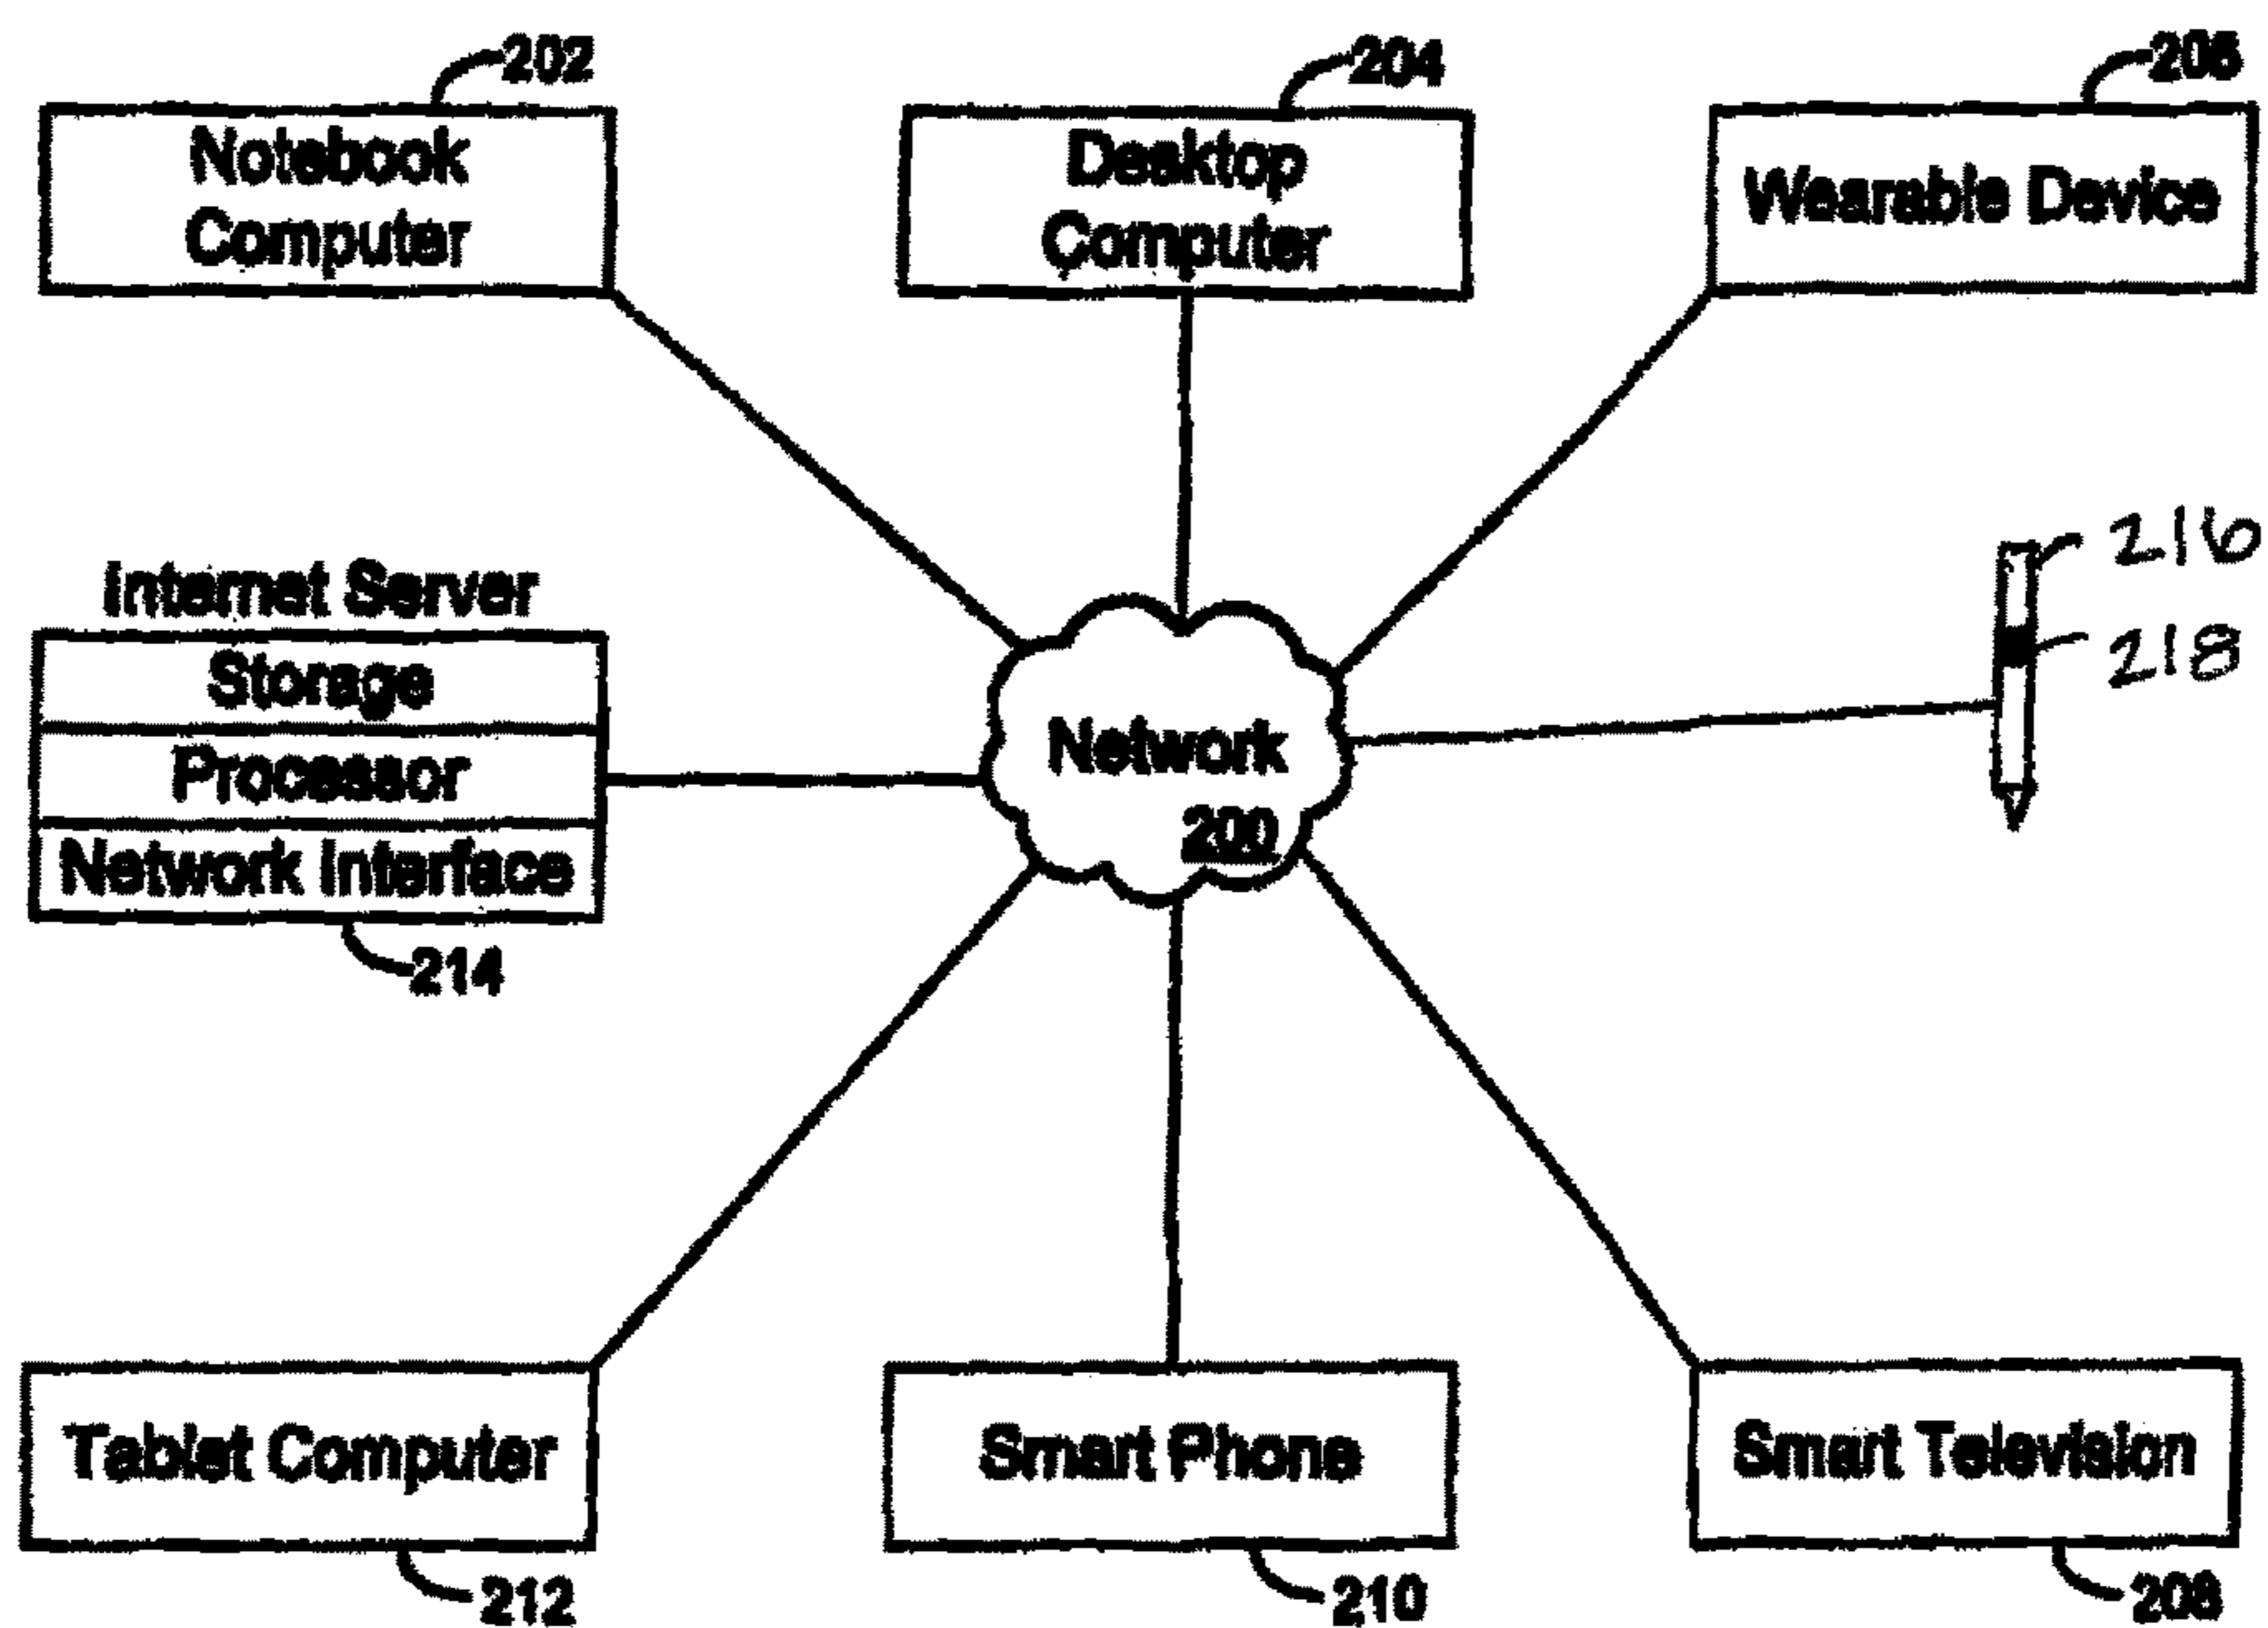 202
204
206
Notebook
Computer
Desktop
Computer
Wearable Device
216
218
Internet Server
Storage
Processor
Network Interface
214
Network
200
Tablet Computer
Smart Phone
Smart Television
212
210
208